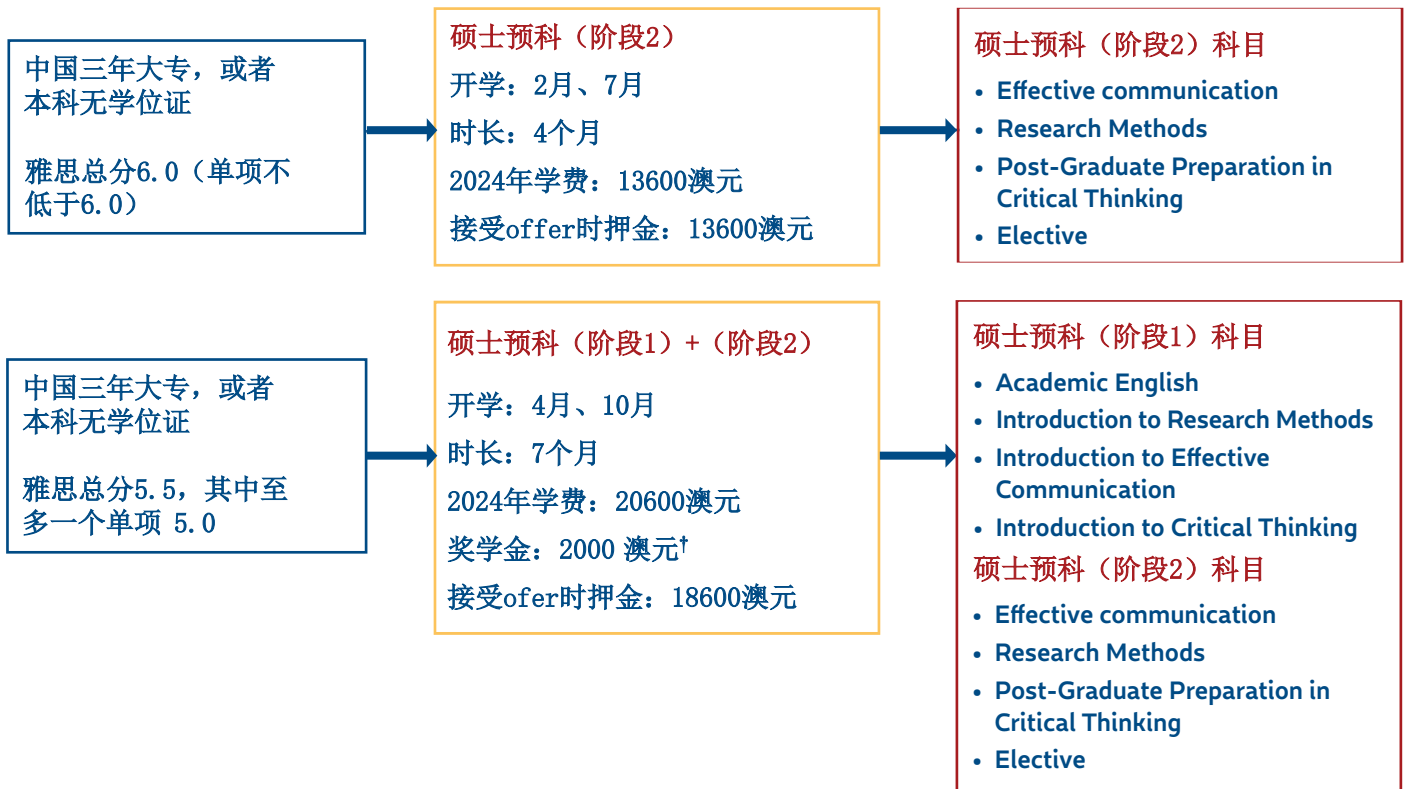 中国三年大专，或者
本科无学位证
雅思总分6.0（单项不
低于6.0）
硕士预科（阶段2）
开学：2月、7月
时长：4个月
2024年学费：13600澳元
接受offer时押金：13600澳元
硕士预科（阶段2）科目
• Effective communication
• Research Methods
• Post-Graduate Preparation in
Critical Thinking
• Elective
中国三年大专，或者
本科无学位证
雅思总分5.5，其中至
多一个单项 5.0
硕士预科（阶段1）+（阶段2）
开学：4月、10月
时长：7个月
2024年学费：20600澳元
奖学金：2000 澳元†
接受ofer时押金：18600澳元
硕士预科（阶段1）科目
• Academic English
• Introduction to Research Methods
• Introduction to Effective
Communication
• Introduction to Critical Thinking
硕士预科（阶段2）科目
• Effective communication
• Research Methods
• Post-Graduate Preparation in
Critical Thinking
• Elective